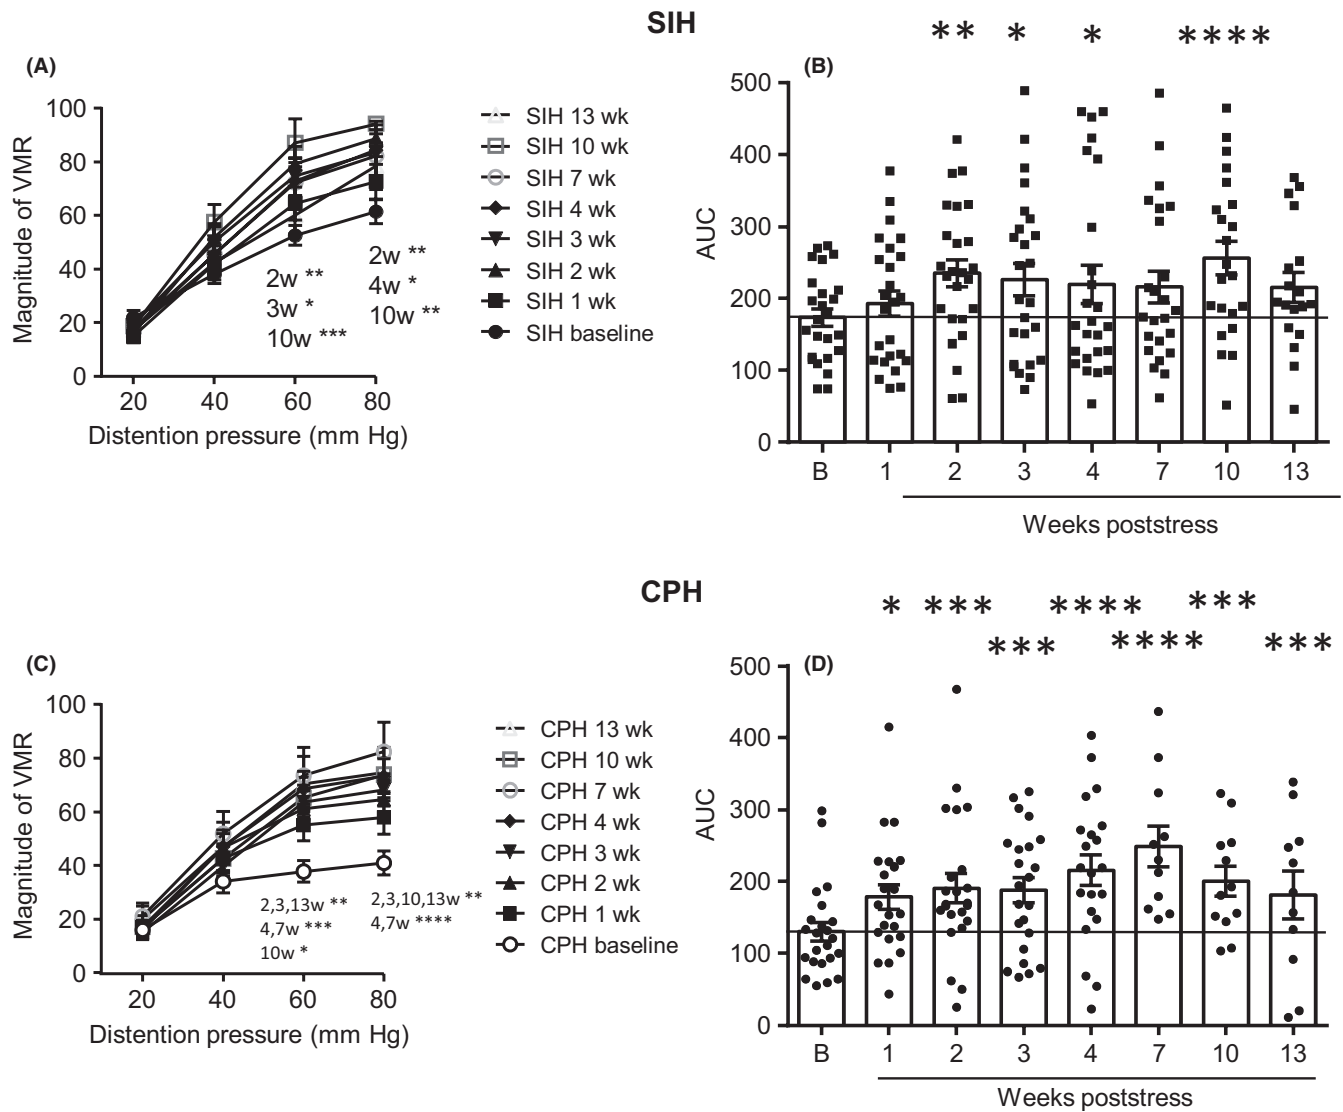 SIH
(A)
100
80
60
40
20
0
Magnitude of VMR
20 40 60 80
Distention pressure (mm Hg)
2w **
3w *
10w ***
2w **
4w *
10w **
SIH 13 wk
SIH 10 wk
SIH 7 wk
SIH 4 wk
SIH 3 wk
SIH 2 wk
SIH 1 wk
SIH baseline
** * * ****
(B)
500
400
300
200
100
0
AUC
B 1 2 3 4 7 10 13
Weeks poststress
CPH
(C)
100
80
60
40
20
0
Magnitude of VMR
20 40 60 80
Distention pressure (mm Hg)
2,3,13w **
4,7w ***
10w *
2,3,10,13w **
4,7w ****
CPH 13 wk
CPH 10 wk
CPH 7 wk
CPH 4 wk
CPH 3 wk
CPH 2 wk
CPH 1 wk
CPH baseline
* *** **** ***
*** **** ***
(D)
500
400
300
200
100
0
AUC
B 1 2 3 4 7 10 13
Weeks poststress